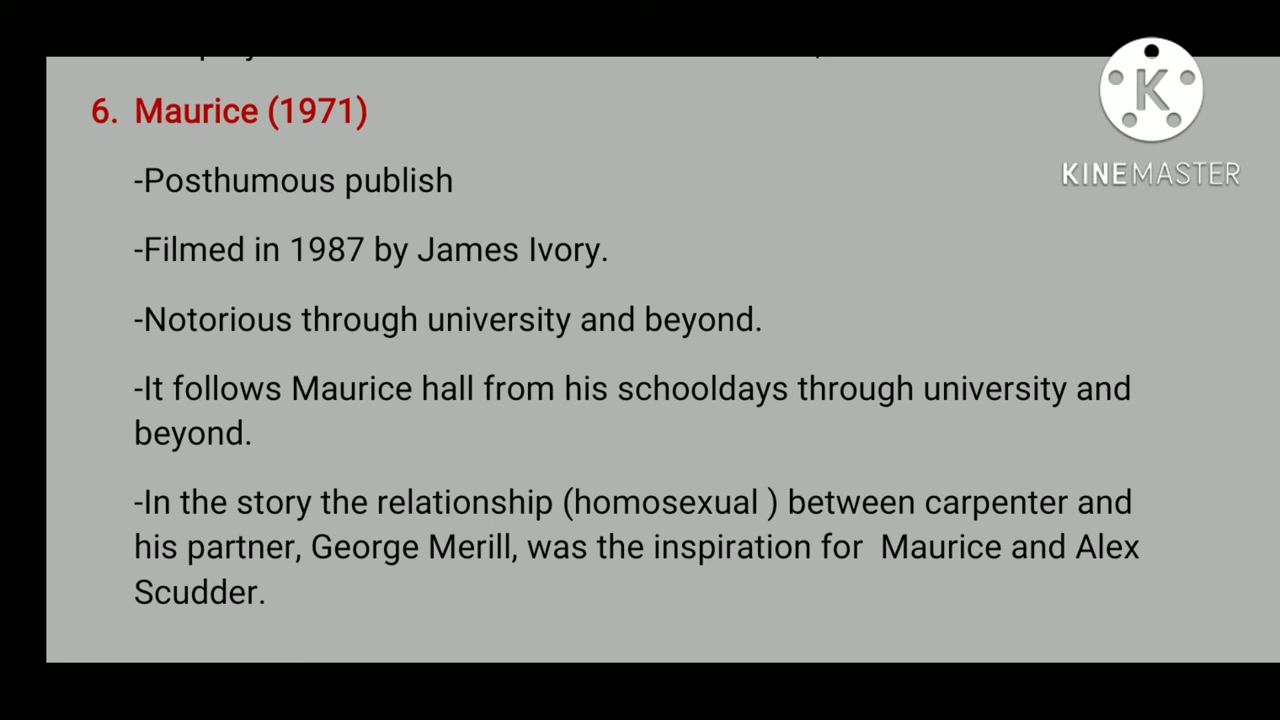 6. Maurice (1971)
K
KINEMASTER
-Posthumous publish
-Filmed in 1987 by James Ivory.
-Notorious through university and beyond.
-It follows Maurice hall from his schooldays through university and
beyond.
-In the story the relationship (homosexual ) between carpenter and
his partner, George Merill, was the inspiration for  Maurice and Alex
Scudder.